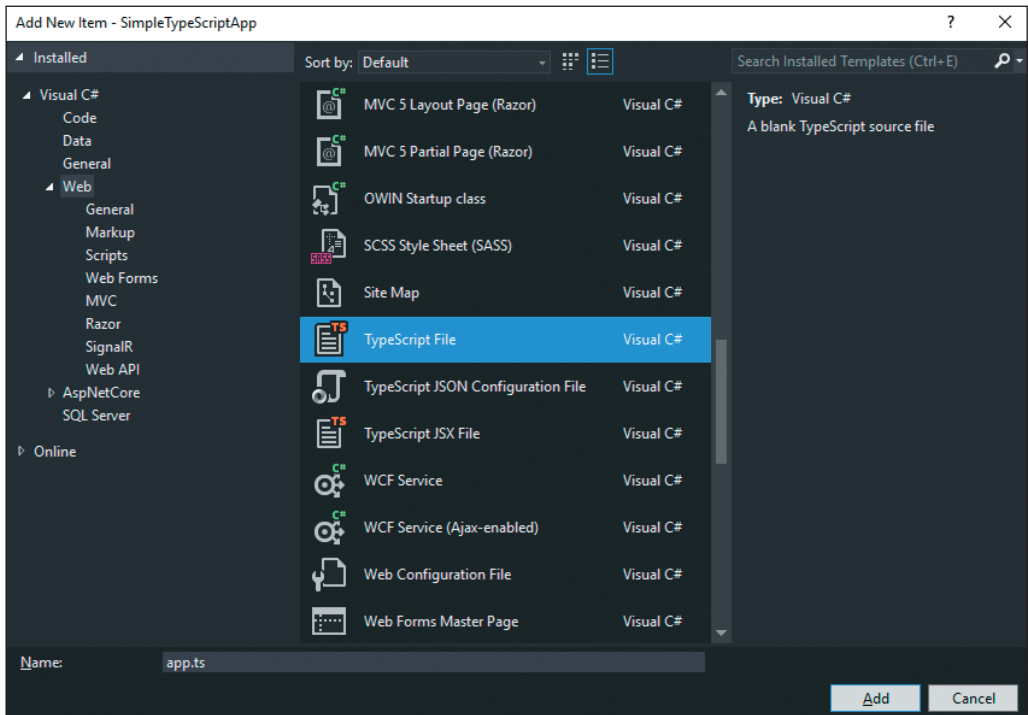 Add New Item - SimpleTypeScriptApp
? ×
Installed
Sort by: Default
Search Installed Templates (Ctrl+E)
Visual C#
Code
Data
General
Web
General
Markup
Scripts
Web Forms
MVC
Razor
SignalR
Web API
AspNetCore
SQL Server
Online
C# @ MVC 5 Layout Page (Razor) Visual C#
C# @ MVC 5 Partial Page (Razor) Visual C#
C# OWIN Startup class Visual C#
SASS SCSS Style Sheet (SASS) Visual C#
Site Map Visual C#
TS TypeScript File Visual C#
TypeScript JSON Configuration File Visual C#
TS TypeScript JSX File Visual C#
C# WCF Service Visual C#
C# WCF Service (Ajax-enabled) Visual C#
Web Configuration File Visual C#
Web Forms Master Page Visual C#
Type: Visual C#
A blank TypeScript source file
Name: app.ts
Add Cancel